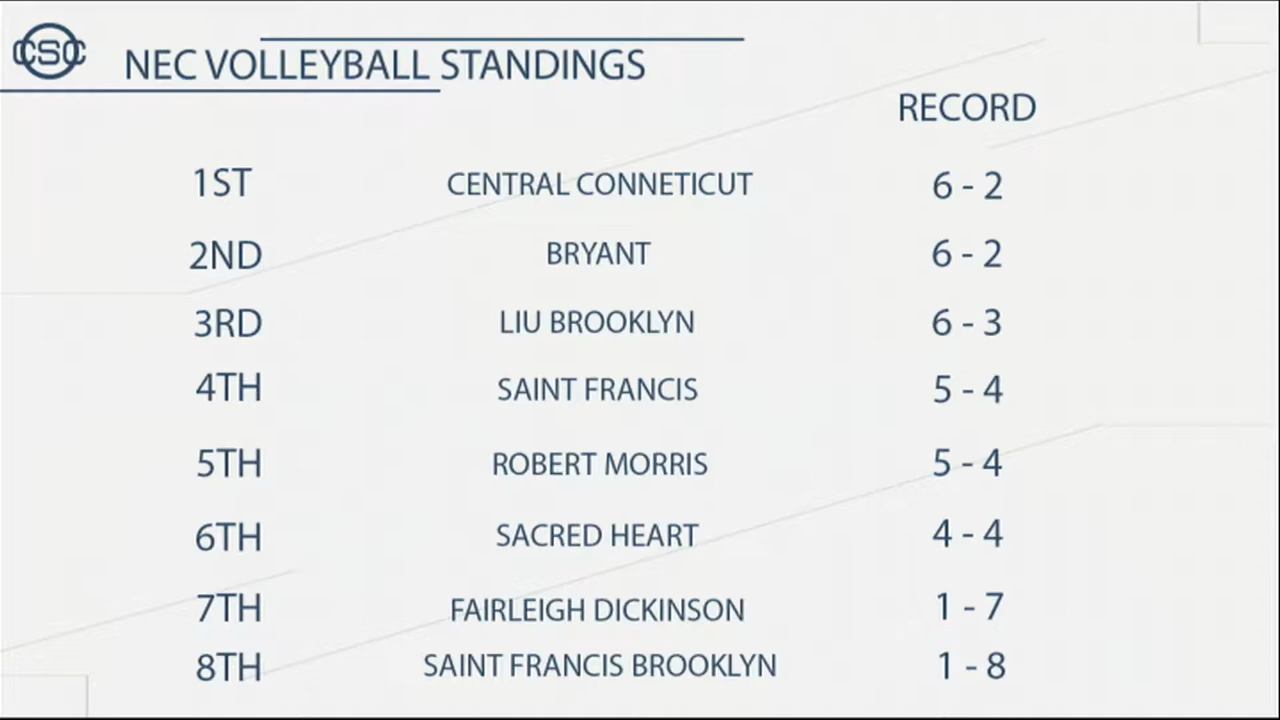 CSC
NEC VOLLEYBALL STANDINGS
RECORD
1ST CENTRAL CONNETICUT 6 - 2
2ND BRYANT 6 - 2
3RD LIU BROOKLYN 6 - 3
4TH SAINT FRANCIS 5 - 4
5TH ROBERT MORRIS 5 - 4
6TH SACRED HEART 4 - 4
7TH FAIRLEIGH DICKINSON 1 - 7
8TH SAINT FRANCIS BROOKLYN 1 - 8